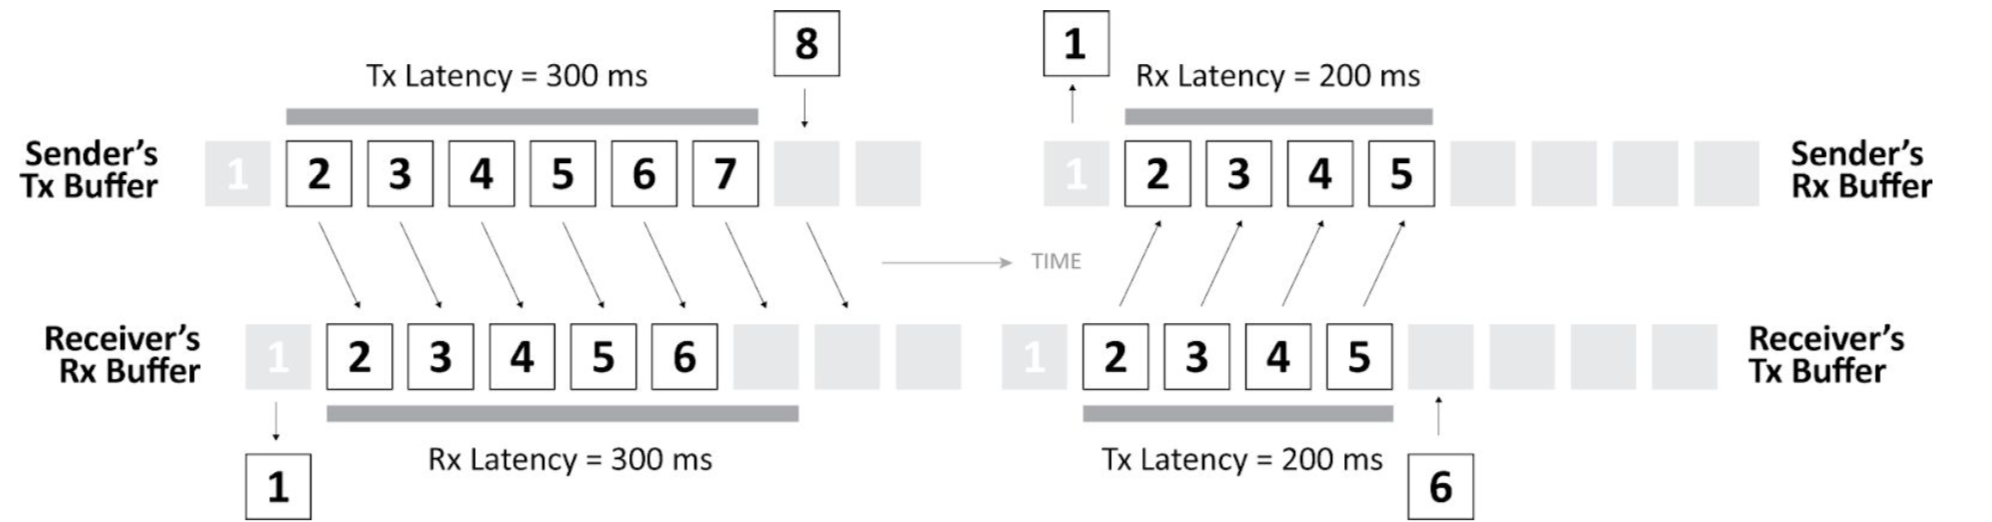 8
1
Tx Latency = 300 ms
Rx Latency = 200 ms
Sender's
Tx Buffer
1 2 3 4 5 6 7
1 2 3 4 5
Sender's
Rx Buffer
TIME
Receiver's
Rx Buffer
1 2 3 4 5 6
1 2 3 4 5
Receiver's
Tx Buffer
Rx Latency = 300 ms
Tx Latency = 200 ms
1
6